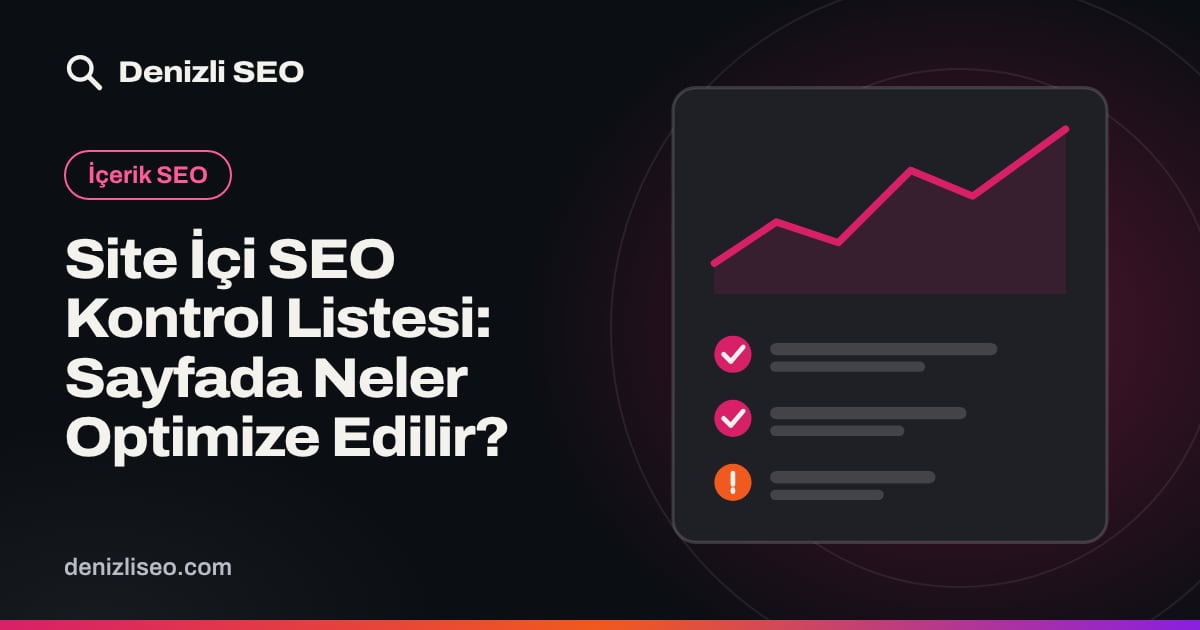 Denizli SEO
İçerik SEO
Site İçi SEO
Kontrol Listesi:
Sayfada Neler
Optimize Edilir?
denizliseo.com